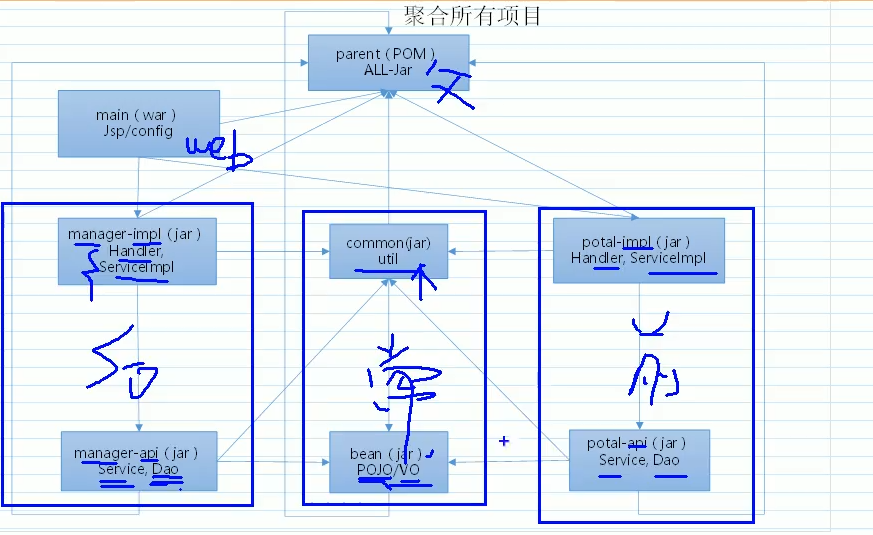 聚合所有项目
parent（POM）
ALL-Jar
父
main（war）
Jsp/config
web
manager-impl（jar）
Handler,
ServiceImpl
common(jar)
util
potal-impl（jar）
Handler, ServiceImpl
manager-api（jar）
Service, Dao
bean（jar）
POJO/VO
potal-api（jar）
Service, Dao